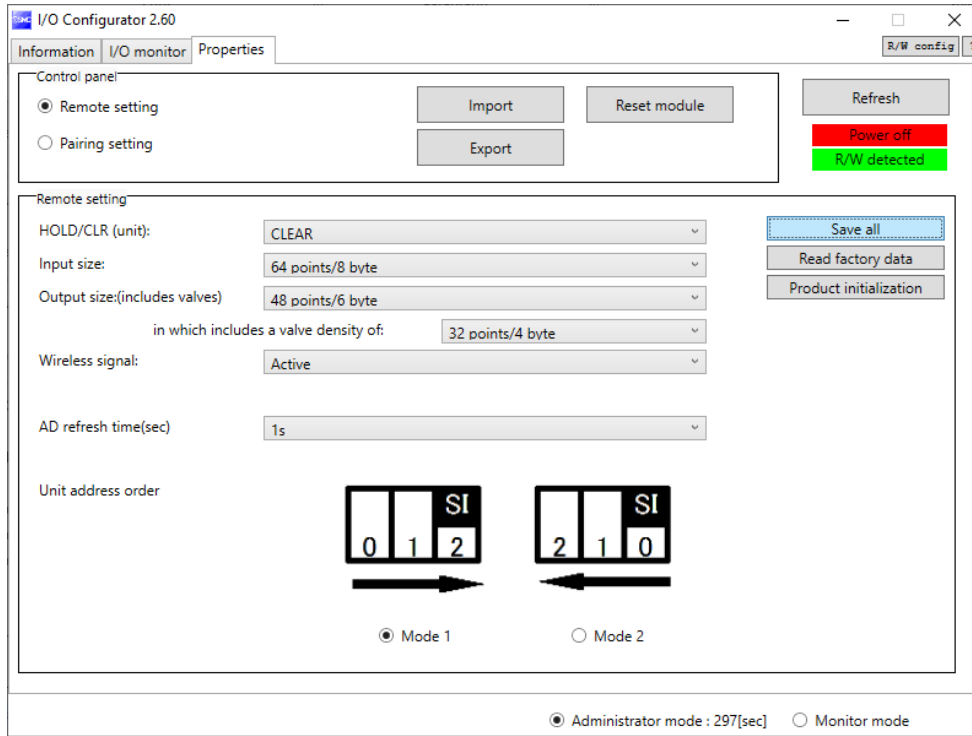 SMC I/O Configurator 2.60
Information I/O monitor Properties R/W config
Control panel
Remote setting Import Reset module Refresh
Pairing setting Export Power off
R/W detected
Remote setting
HOLD/CLR (unit): CLEAR Save all
Input size: 64 points/8 byte Read factory data
Output size:(includes valves) 48 points/6 byte Product initialization
in which includes a valve density of: 32 points/4 byte
Wireless signal: Active
AD refresh time(sec) 1s
Unit address order SI SI
0 1 2 2 1 0
Mode 1 Mode 2
Administrator mode : 297[sec] Monitor mode